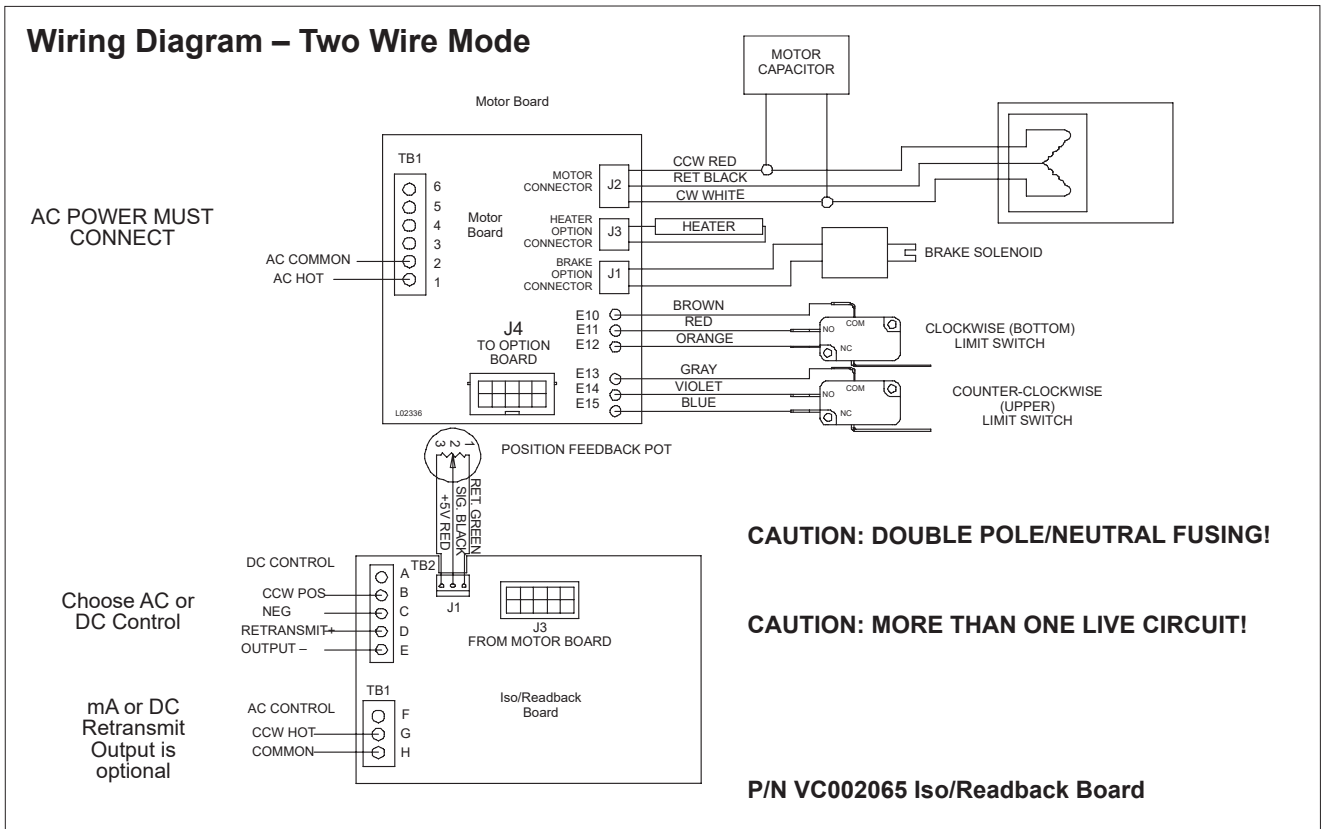 Wiring Diagram – Two Wire Mode
MOTOR
CAPACITOR
Motor Board
TB1
6
5
4
3
2
1
Motor
Board
AC POWER MUST
CONNECT
AC COMMON
AC HOT
MOTOR
CONNECTOR
J2
CCW RED
RET BLACK
CW WHITE
HEATER
OPTION
CONNECTOR
J3
HEATER
BRAKE
OPTION
CONNECTOR
J1
BRAKE SOLENOID
E10
E11
E12
BROWN
RED
ORANGE
COM
NO
NC
CLOCKWISE (BOTTOM)
LIMIT SWITCH
E13
E14
E15
GRAY
VIOLET
BLUE
COM
NO
NC
COUNTER-CLOCKWISE
(UPPER)
LIMIT SWITCH
J4
TO OPTION
BOARD
L02336
3 2 1
POSITION FEEDBACK POT
+5V RED
SIG. BLACK
RET. GREEN
CAUTION: DOUBLE POLE/NEUTRAL FUSING!
DC CONTROL
CCW POS
NEG
RETRANSMIT+
OUTPUT –
A
B
C
D
E
TB2
J1
J3
FROM MOTOR BOARD
Choose AC or
DC Control
CAUTION: MORE THAN ONE LIVE CIRCUIT!
mA or DC
Retransmit
Output is
optional
AC CONTROL
CCW HOT
COMMON
TB1
F
G
H
Iso/Readback
Board
P/N VC002065 Iso/Readback Board